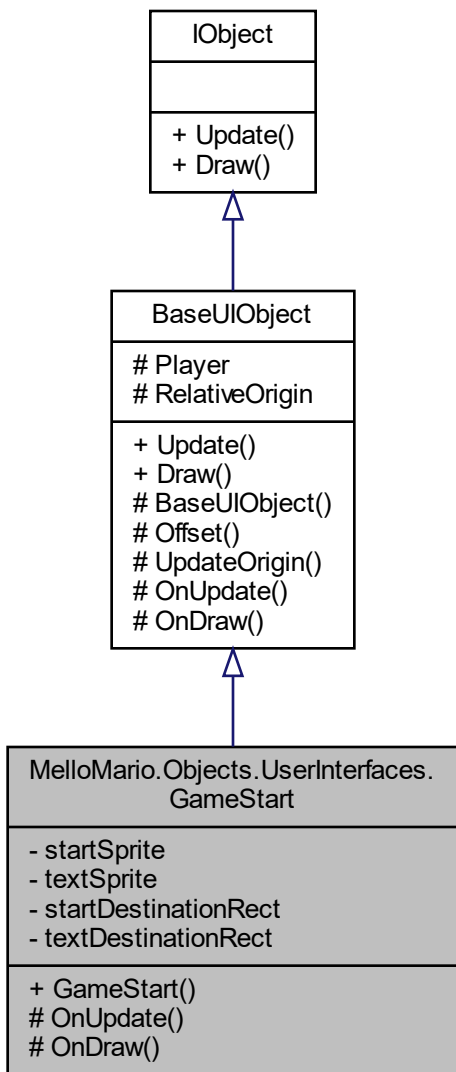 IObject
+ Update()
+ Draw()
BaseUIObject
# Player
# RelativeOrigin
+ Update()
+ Draw()
# BaseUIObject()
# Offset()
# UpdateOrigin()
# OnUpdate()
# OnDraw()
MelloMario.Objects.UserInterfaces.
GameStart
- startSprite
- textSprite
- startDestinationRect
- textDestinationRect
+ GameStart()
# OnUpdate()
# OnDraw()